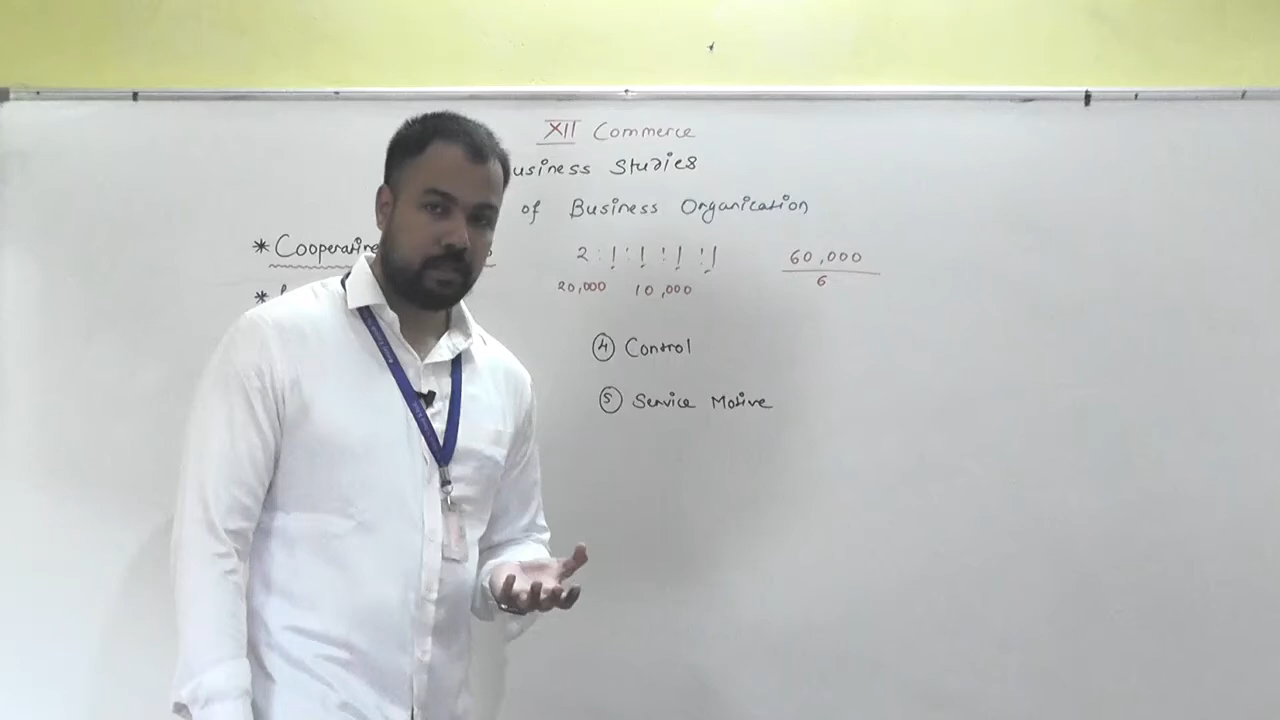 XII Commerce
usiness Studies
of Business Organication
* Cooperative 2 : 1 : 1 : 1 : 1 60,000
* 20,000 10,000 6
④ Control
⑤ Service Motive